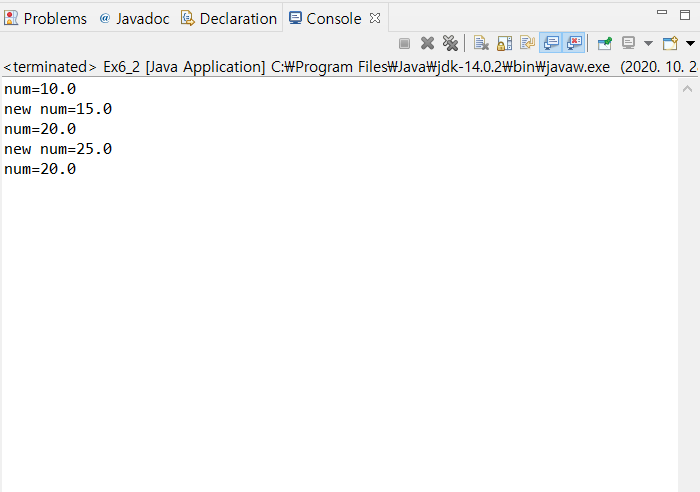 Problems @ Javadoc Declaration Console
<terminated> Ex6_2 [Java Application] C:₩Program Files₩Java₩jdk-14.0.2₩bin₩javaw.exe (2020. 10. 2
num=10.0
new num=15.0
num=20.0
new num=25.0
num=20.0